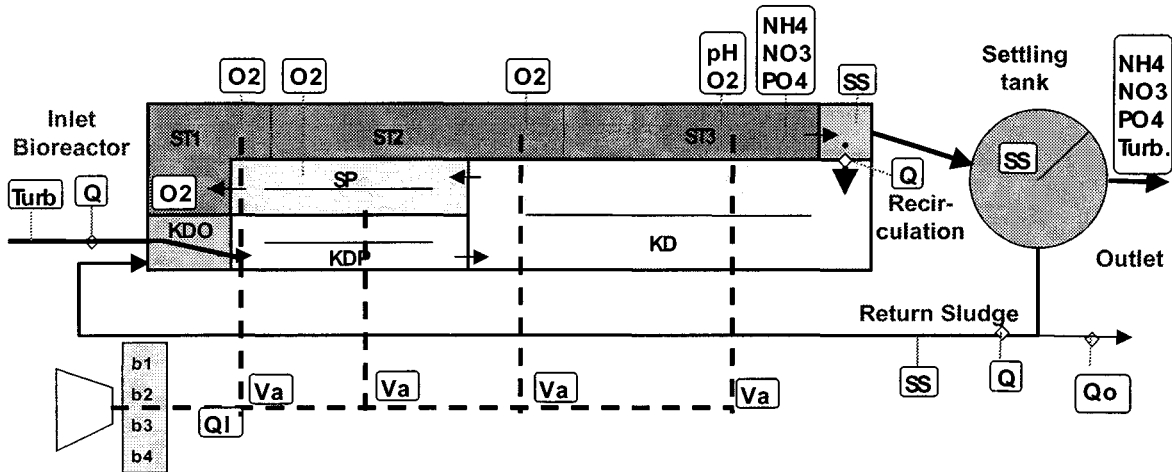 NH4
NO3
PO4
pH
O2
O2
O2
O2
SS
Settling
tank
NH4
NO3
PO4
Turb.
Inlet
Bioreactor
ST1
ST2
ST3
Turb
Q
O2
SP
Q
SS
Recir-
culation
KDO
KDP
KD
Outlet
Return Sludge
SS
Q
Qo
b1
b2
b3
b4
Va
Va
Va
Va
QI